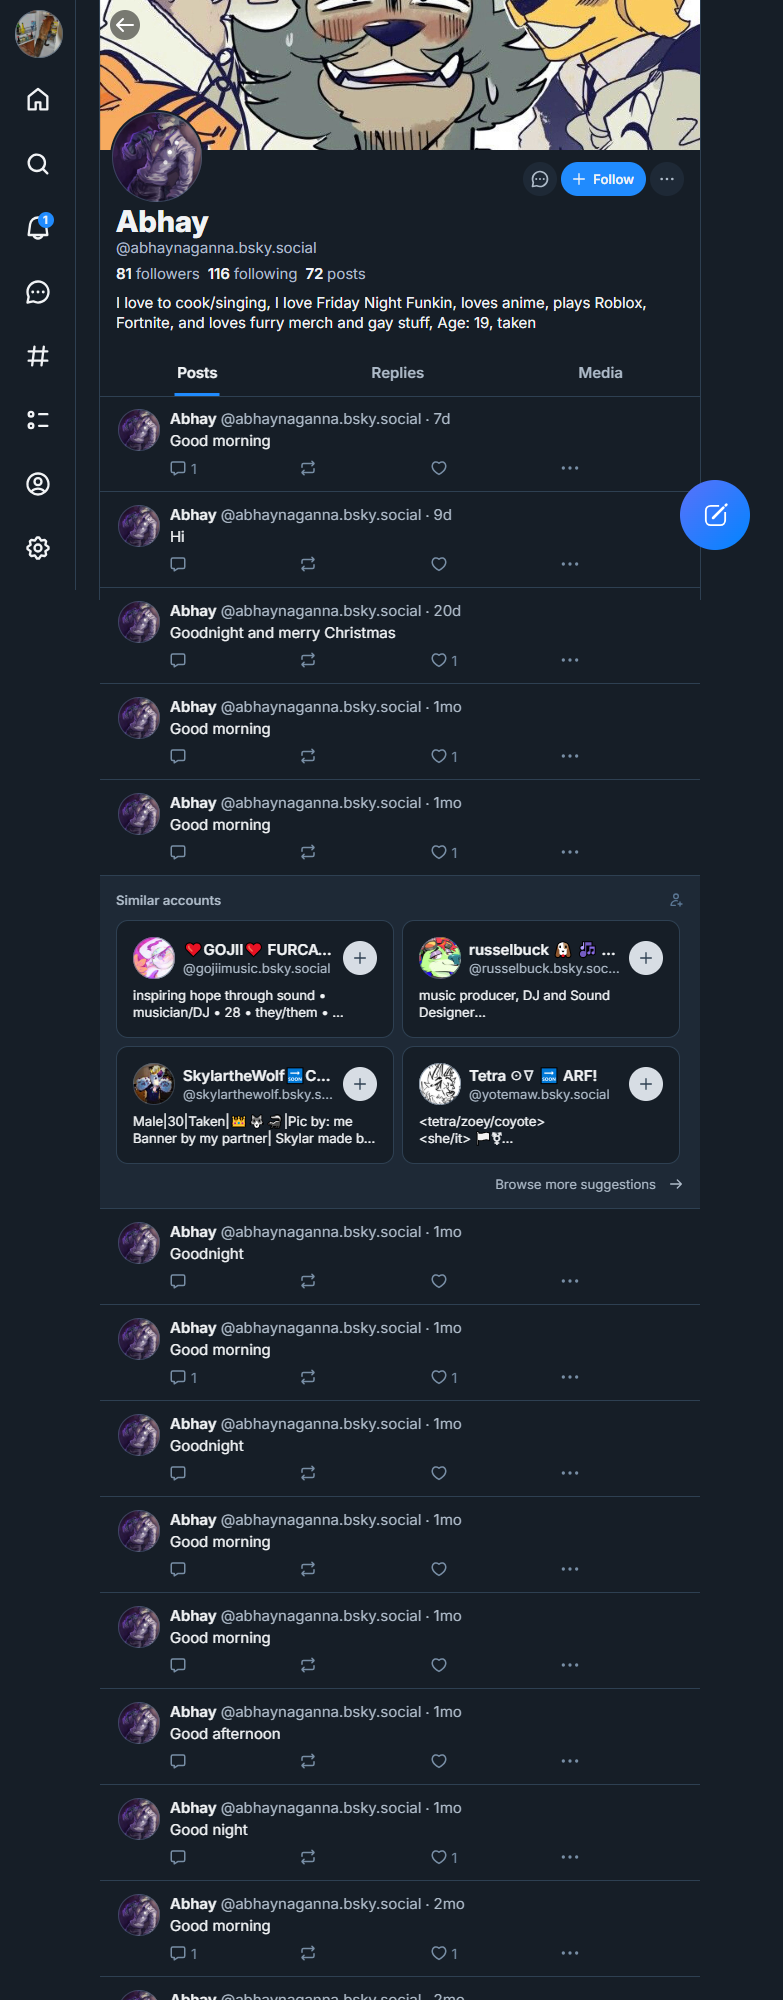 1
Follow
Abhay
@abhaynaganna.bsky.social
81 followers 116 following 72 posts
I love to cook/singing, I love Friday Night Funkin, loves anime, plays Roblox,
Fortnite, and loves furry merch and gay stuff, Age: 19, taken
Posts Replies Media
Abhay @abhaynaganna.bsky.social · 7d
Good morning
1
Abhay @abhaynaganna.bsky.social · 9d
Hi
Abhay @abhaynaganna.bsky.social · 20d
Goodnight and merry Christmas
1
Abhay @abhaynaganna.bsky.social · 1mo
Good morning
1
Abhay @abhaynaganna.bsky.social · 1mo
Good morning
1
Similar accounts
❤️GOJII❤️ FURCA...
@gojiimusic.bsky.social
inspiring hope through sound •
musician/DJ • 28 • they/them • ...
russelbuck 🐶 🎶 ...
@russelbuck.bsky.soc...
music producer, DJ and Sound
Designer...
SkylartheWolf🔜C...
@skylarthewolf.bsky.s...
Male|30|Taken|👑🐺🦝|Pic by: me
Banner by my partner| Skylar made b...
Tetra ⊙∇ 🔜 ARF!
@yotemaw.bsky.social
<tetra/zoey/coyote>
<she/it> 🏳️‍⚧️...
Browse more suggestions →
Abhay @abhaynaganna.bsky.social · 1mo
Goodnight
Abhay @abhaynaganna.bsky.social · 1mo
Good morning
1 1
Abhay @abhaynaganna.bsky.social · 1mo
Goodnight
Abhay @abhaynaganna.bsky.social · 1mo
Good morning
Abhay @abhaynaganna.bsky.social · 1mo
Good morning
Abhay @abhaynaganna.bsky.social · 1mo
Good afternoon
Abhay @abhaynaganna.bsky.social · 1mo
Good night
1
Abhay @abhaynaganna.bsky.social · 2mo
Good morning
1 1
Abhay @abhaynaganna.bsky.social · 2mo